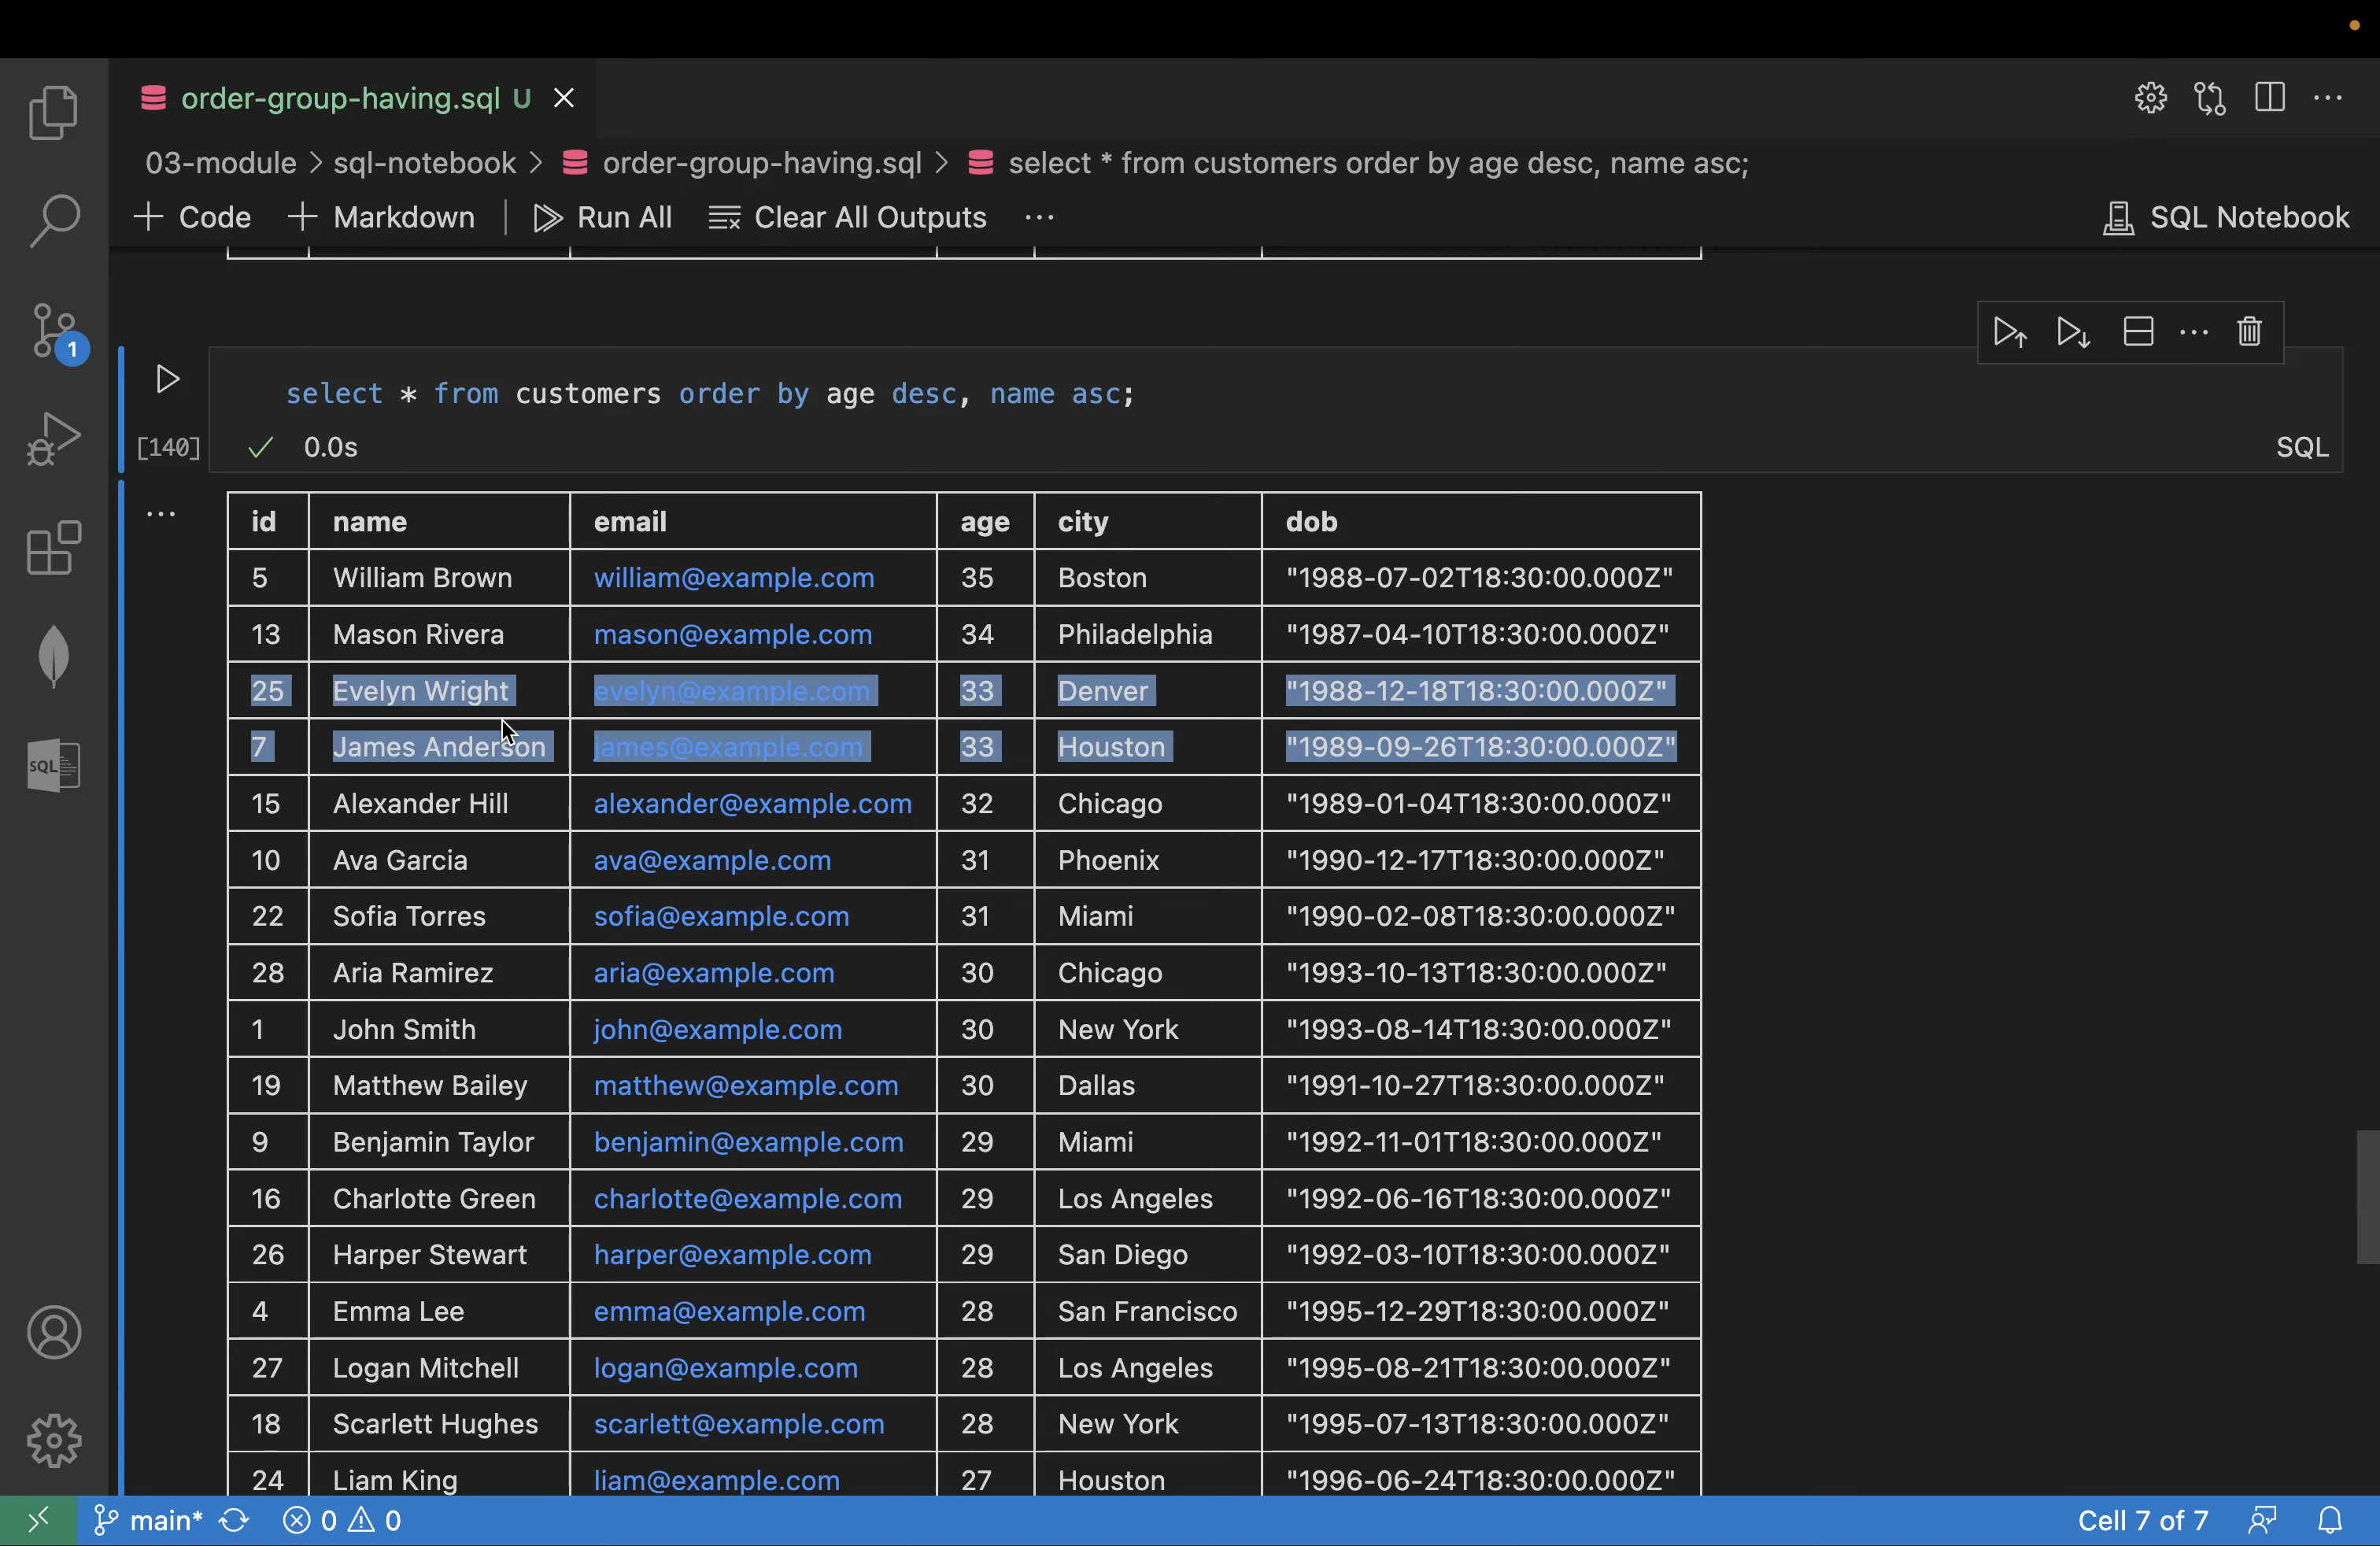 order-group-having.sql U
03-module > sql-notebook > order-group-having.sql > select * from customers order by age desc, name asc;
+ Code + Markdown | Run All Clear All Outputs ... SQL Notebook
1
select * from customers order by age desc, name asc;
[140] ✓ 0.0s SQL
id name email age city dob
5 William Brown william@example.com 35 Boston "1988-07-02T18:30:00.000Z"
13 Mason Rivera mason@example.com 34 Philadelphia "1987-04-10T18:30:00.000Z"
25 Evelyn Wright evelyn@example.com 33 Denver "1988-12-18T18:30:00.000Z"
7 James Anderson james@example.com 33 Houston "1989-09-26T18:30:00.000Z"
15 Alexander Hill alexander@example.com 32 Chicago "1989-01-04T18:30:00.000Z"
10 Ava Garcia ava@example.com 31 Phoenix "1990-12-17T18:30:00.000Z"
22 Sofia Torres sofia@example.com 31 Miami "1990-02-08T18:30:00.000Z"
28 Aria Ramirez aria@example.com 30 Chicago "1993-10-13T18:30:00.000Z"
1 John Smith john@example.com 30 New York "1993-08-14T18:30:00.000Z"
19 Matthew Bailey matthew@example.com 30 Dallas "1991-10-27T18:30:00.000Z"
9 Benjamin Taylor benjamin@example.com 29 Miami "1992-11-01T18:30:00.000Z"
16 Charlotte Green charlotte@example.com 29 Los Angeles "1992-06-16T18:30:00.000Z"
26 Harper Stewart harper@example.com 29 San Diego "1992-03-10T18:30:00.000Z"
4 Emma Lee emma@example.com 28 San Francisco "1995-12-29T18:30:00.000Z"
27 Logan Mitchell logan@example.com 28 Los Angeles "1995-08-21T18:30:00.000Z"
18 Scarlett Hughes scarlett@example.com 28 New York "1995-07-13T18:30:00.000Z"
24 Liam King liam@example.com 27 Houston "1996-06-24T18:30:00.000Z"
SQL
main* 0 0 Cell 7 of 7